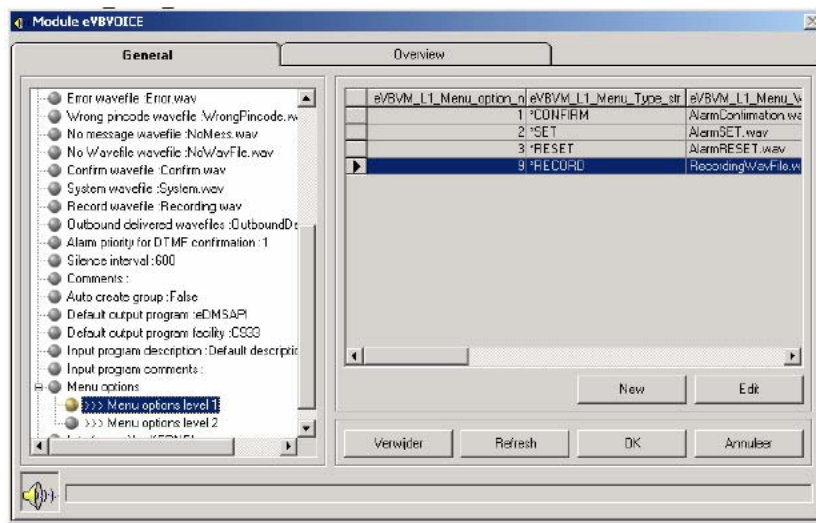 Module eVBVOICE
General
Overview
Error wavefile :Error.wav
Wrong pincode wavefile :WrongPincode.w
No message wavefile :NoMess.wav
No Wavefile wavefile :NoWavFile.wav
Confirm wavefile :Confirm.wav
System wavefile :System.wav
Record wavefile :Recording.wav
Outbound delivered wavefiles :OutboundDe
Alarm priority for DTMF confirmation :1
Silence interval :600
Comments :
Auto create group :False
Default output program :eDMSAPI
Default output program facility :CS33
Input program description :Default descriptic
Input program comments :
Menu options
>>> Menu options level 1
>>> Menu options level 2
eVBVM_L1_Menu_option_n eVBVM_L1_Menu_Type_str eVBVM_L1_Menu_W
1 *CONFIRM AlarmConfirmation.wa
2 *SET AlarmSET.wav
3 *RESET AlarmRESET.wav
9 *RECORD RecordingWavFile.w
New
Edit
Verwijder
Refresh
OK
Annuleer